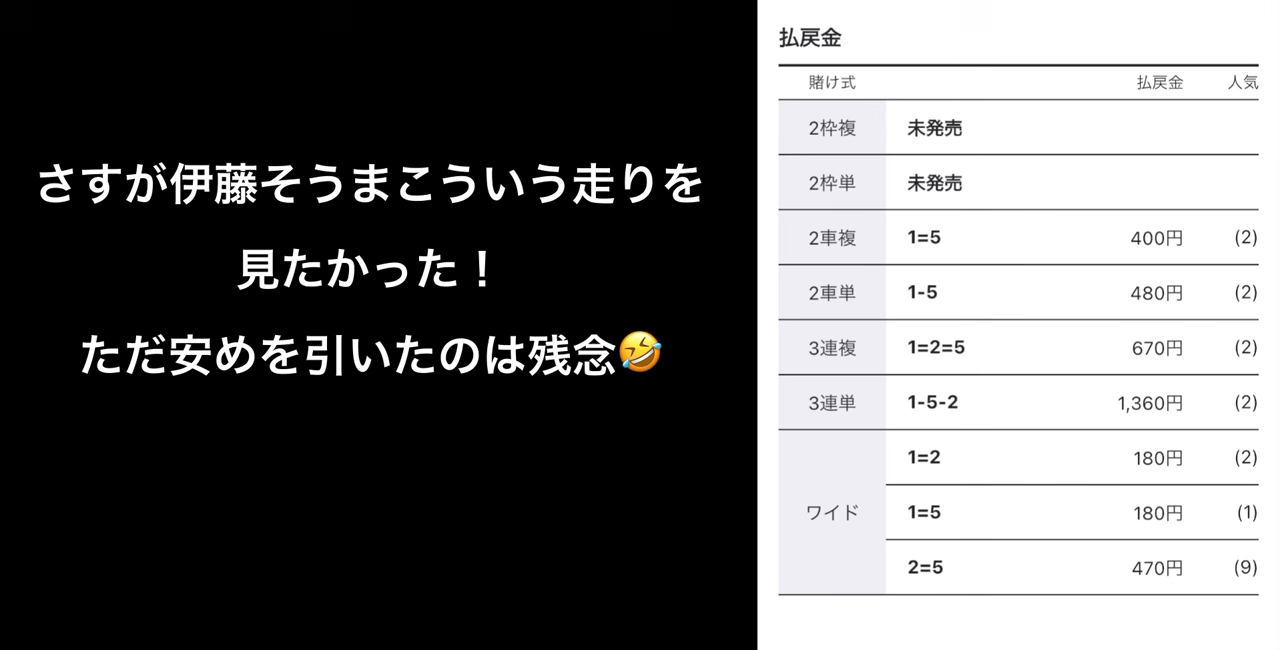 さすが伊藤そうまこういう走りを
見たかった！
ただ安めを引いたのは残念🤣
払戻金
賭け式 払戻金 人気
2枠複 未発売
2枠単 未発売
2車複 1=5 400円 (2)
2車単 1-5 480円 (2)
3連複 1=2=5 670円 (2)
3連単 1-5-2 1,360円 (2)
ワイド
1=2 180円 (2)
1=5 180円 (1)
2=5 470円 (9)